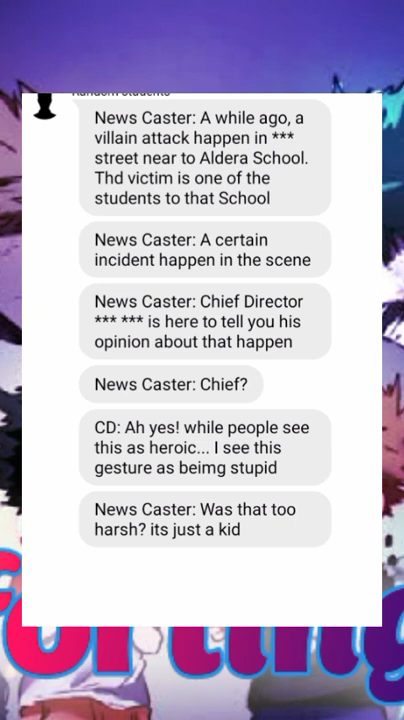 Random students
News Caster: A while ago, a
villain attack happen in ***
street near to Aldera School.
Thd victim is one of the
students to that School
News Caster: A certain
incident happen in the scene
News Caster: Chief Director
*** *** is here to tell you his
opinion about that happen
News Caster: Chief?
CD: Ah yes! while people see
this as heroic... I see this
gesture as beimg stupid
News Caster: Was that too
harsh? its just a kid